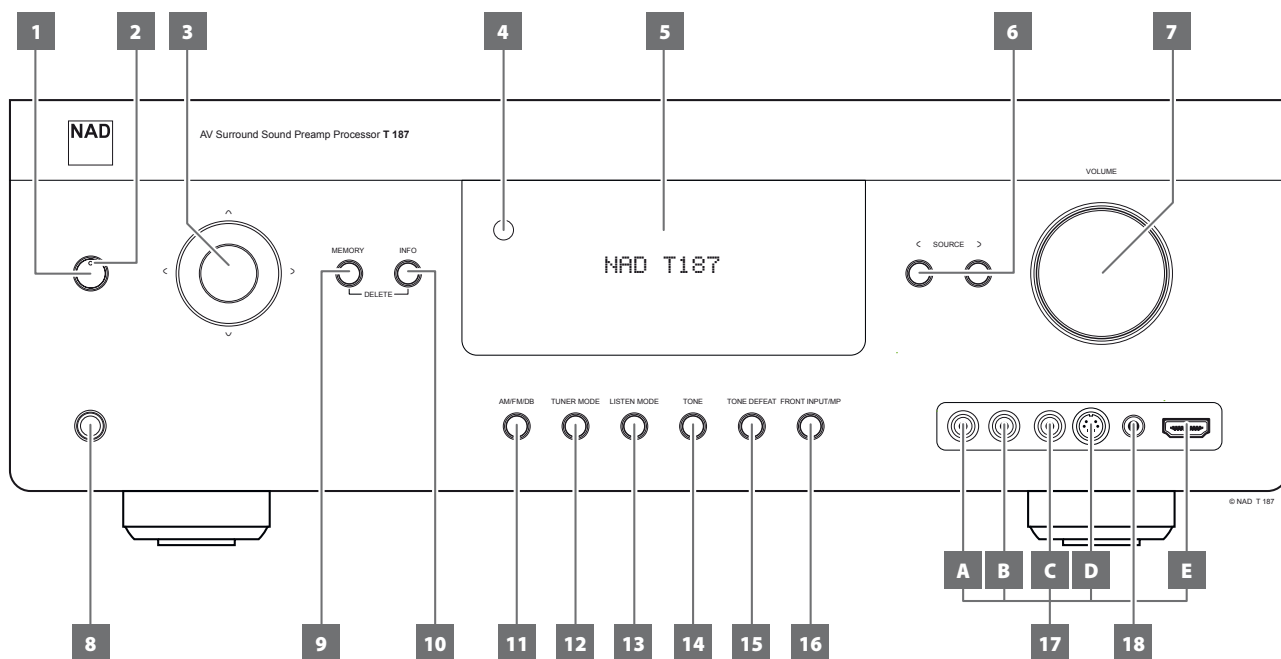 1 2 3 4 5 6 7
NAD
AV Surround Sound Preamp Processor T 187
VOLUME
MEMORY INFO
< SOURCE >
NAD T187
DELETE
AM/FM/DB TUNER MODE LISTEN MODE TONE TONE DEFEAT FRONT INPUT/MP
© NAD T 187
A B C D E
8 9 10 11 12 13 14 15 16 17 18